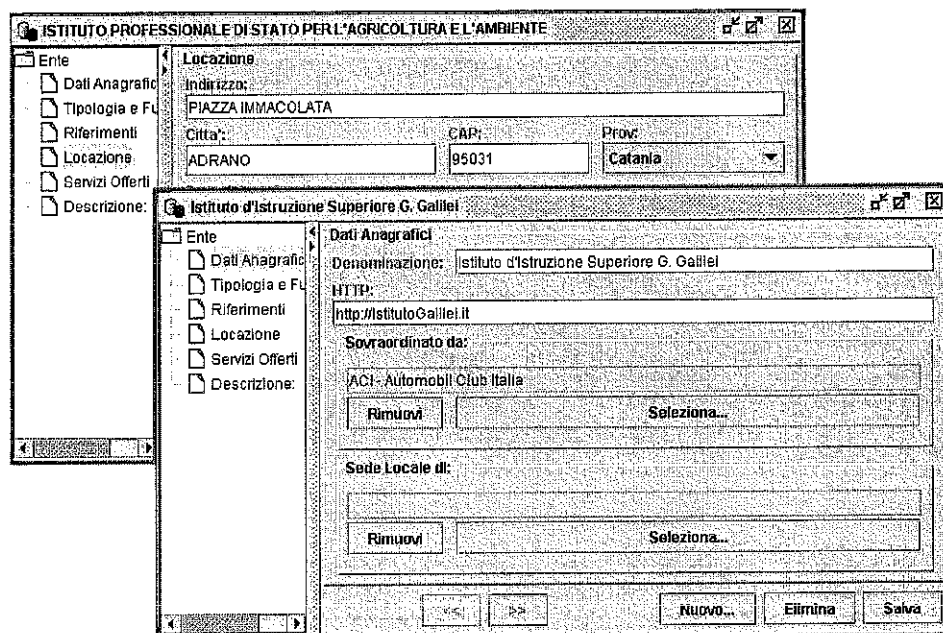 ISTITUTO PROFESSIONALE DI STATO PER L'AGRICOLTURA E L'AMBIENTE
Ente
Dati Anagrafic
Tipologia e Fu
Riferimenti
Locazione
Servizi Offerti
Descrizione:
Locazione
Indirizzo:
PIAZZA IMMACOLATA
Citta': CAP: Prov:
ADRANO 95031 Catania
Istituto d'Istruzione Superiore G. Galilei
Ente
Dati Anagrafic
Tipologia e Fu
Riferimenti
Locazione
Servizi Offerti
Descrizione:
Dati Anagrafici
Denominazione: Istituto d'Istruzione Superiore G. Galilei
HTTP:
http://IstitutoGalilei.it
Sovraordinato da:
ACI - Automobil Club Italia
Rimuovi Seleziona...
Sede Locale di:
Rimuovi Seleziona...
<< >> Nuovo... Elimina Salva